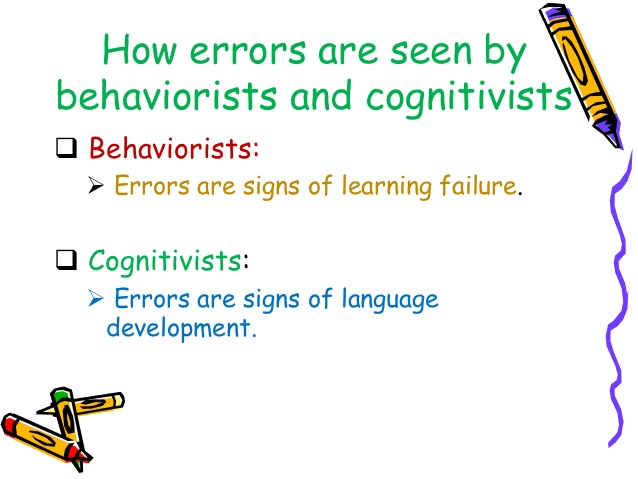 How errors are seen by
behaviorists and cognitivists
Behaviorists:
Errors are signs of learning failure.
Cognitivists:
Errors are signs of language
development.